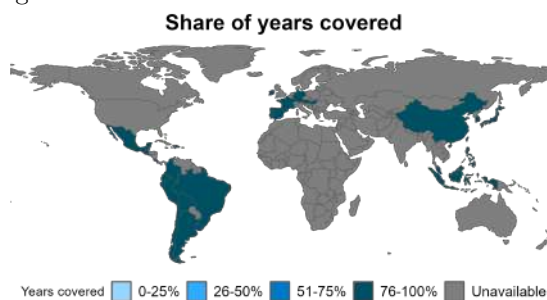 Share of years covered
Years covered 0-25% 26-50% 51-75% 76-100% Unavailable